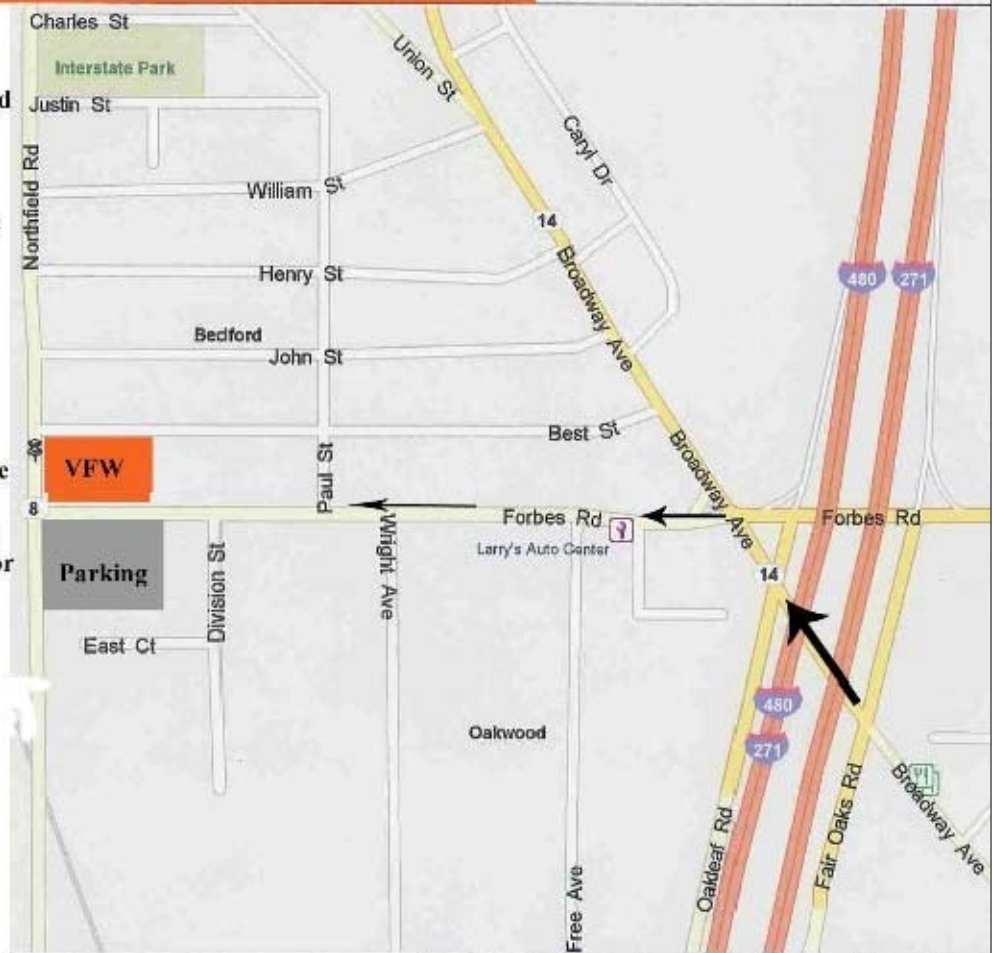 Charles St
Interstate Park
Justin St
Northfield Rd
William St
Henry St
Bedford
John St
Best St
Union St
Caryl Dr
14
Broadway Ave
480
271
VFW
8
Paul St
Broadway Ave
Forbes Rd
Forbes Rd
Larry's Auto Center
Wright Ave
14
Parking
Division St
East Ct
Oakwood
480
271
Broadway Ave
Oakleaf Rd
Fair Oaks Rd
Free Ave